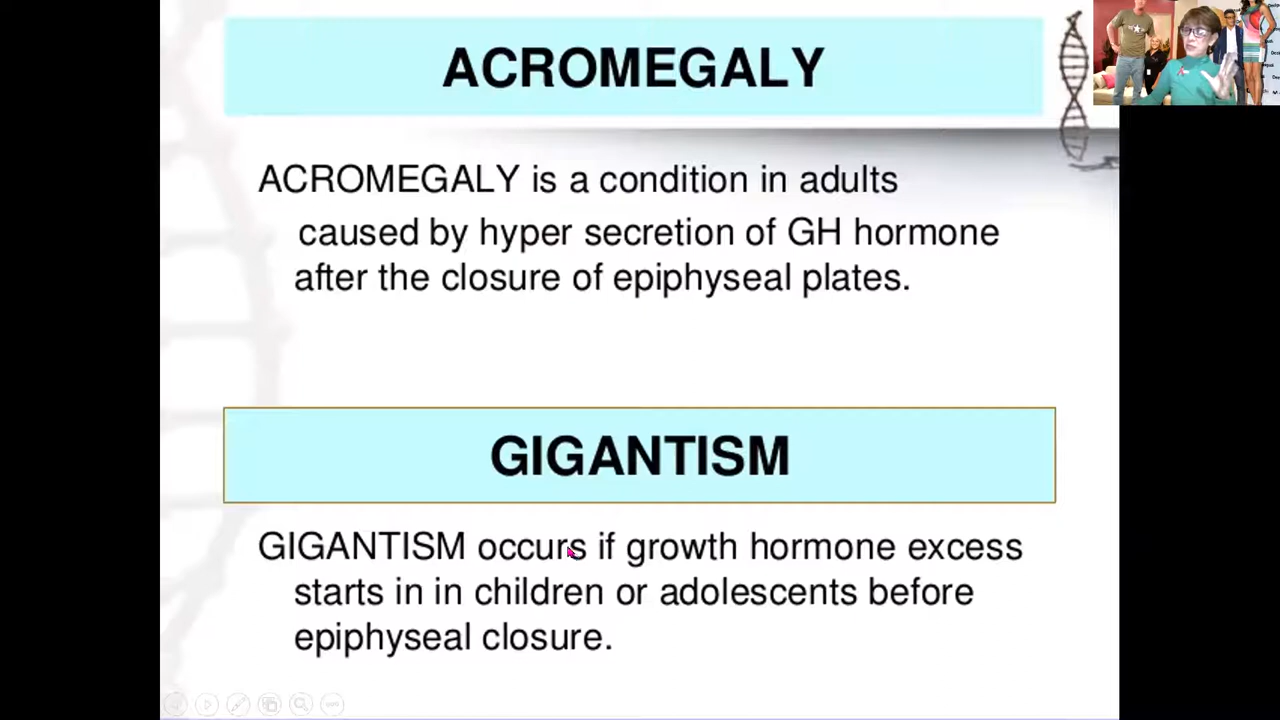 ACROMEGALY
ACROMEGALY is a condition in adults
caused by hyper secretion of GH hormone
after the closure of epiphyseal plates.
GIGANTISM
GIGANTISM occurs if growth hormone excess
starts in in children or adolescents before
epiphyseal closure.